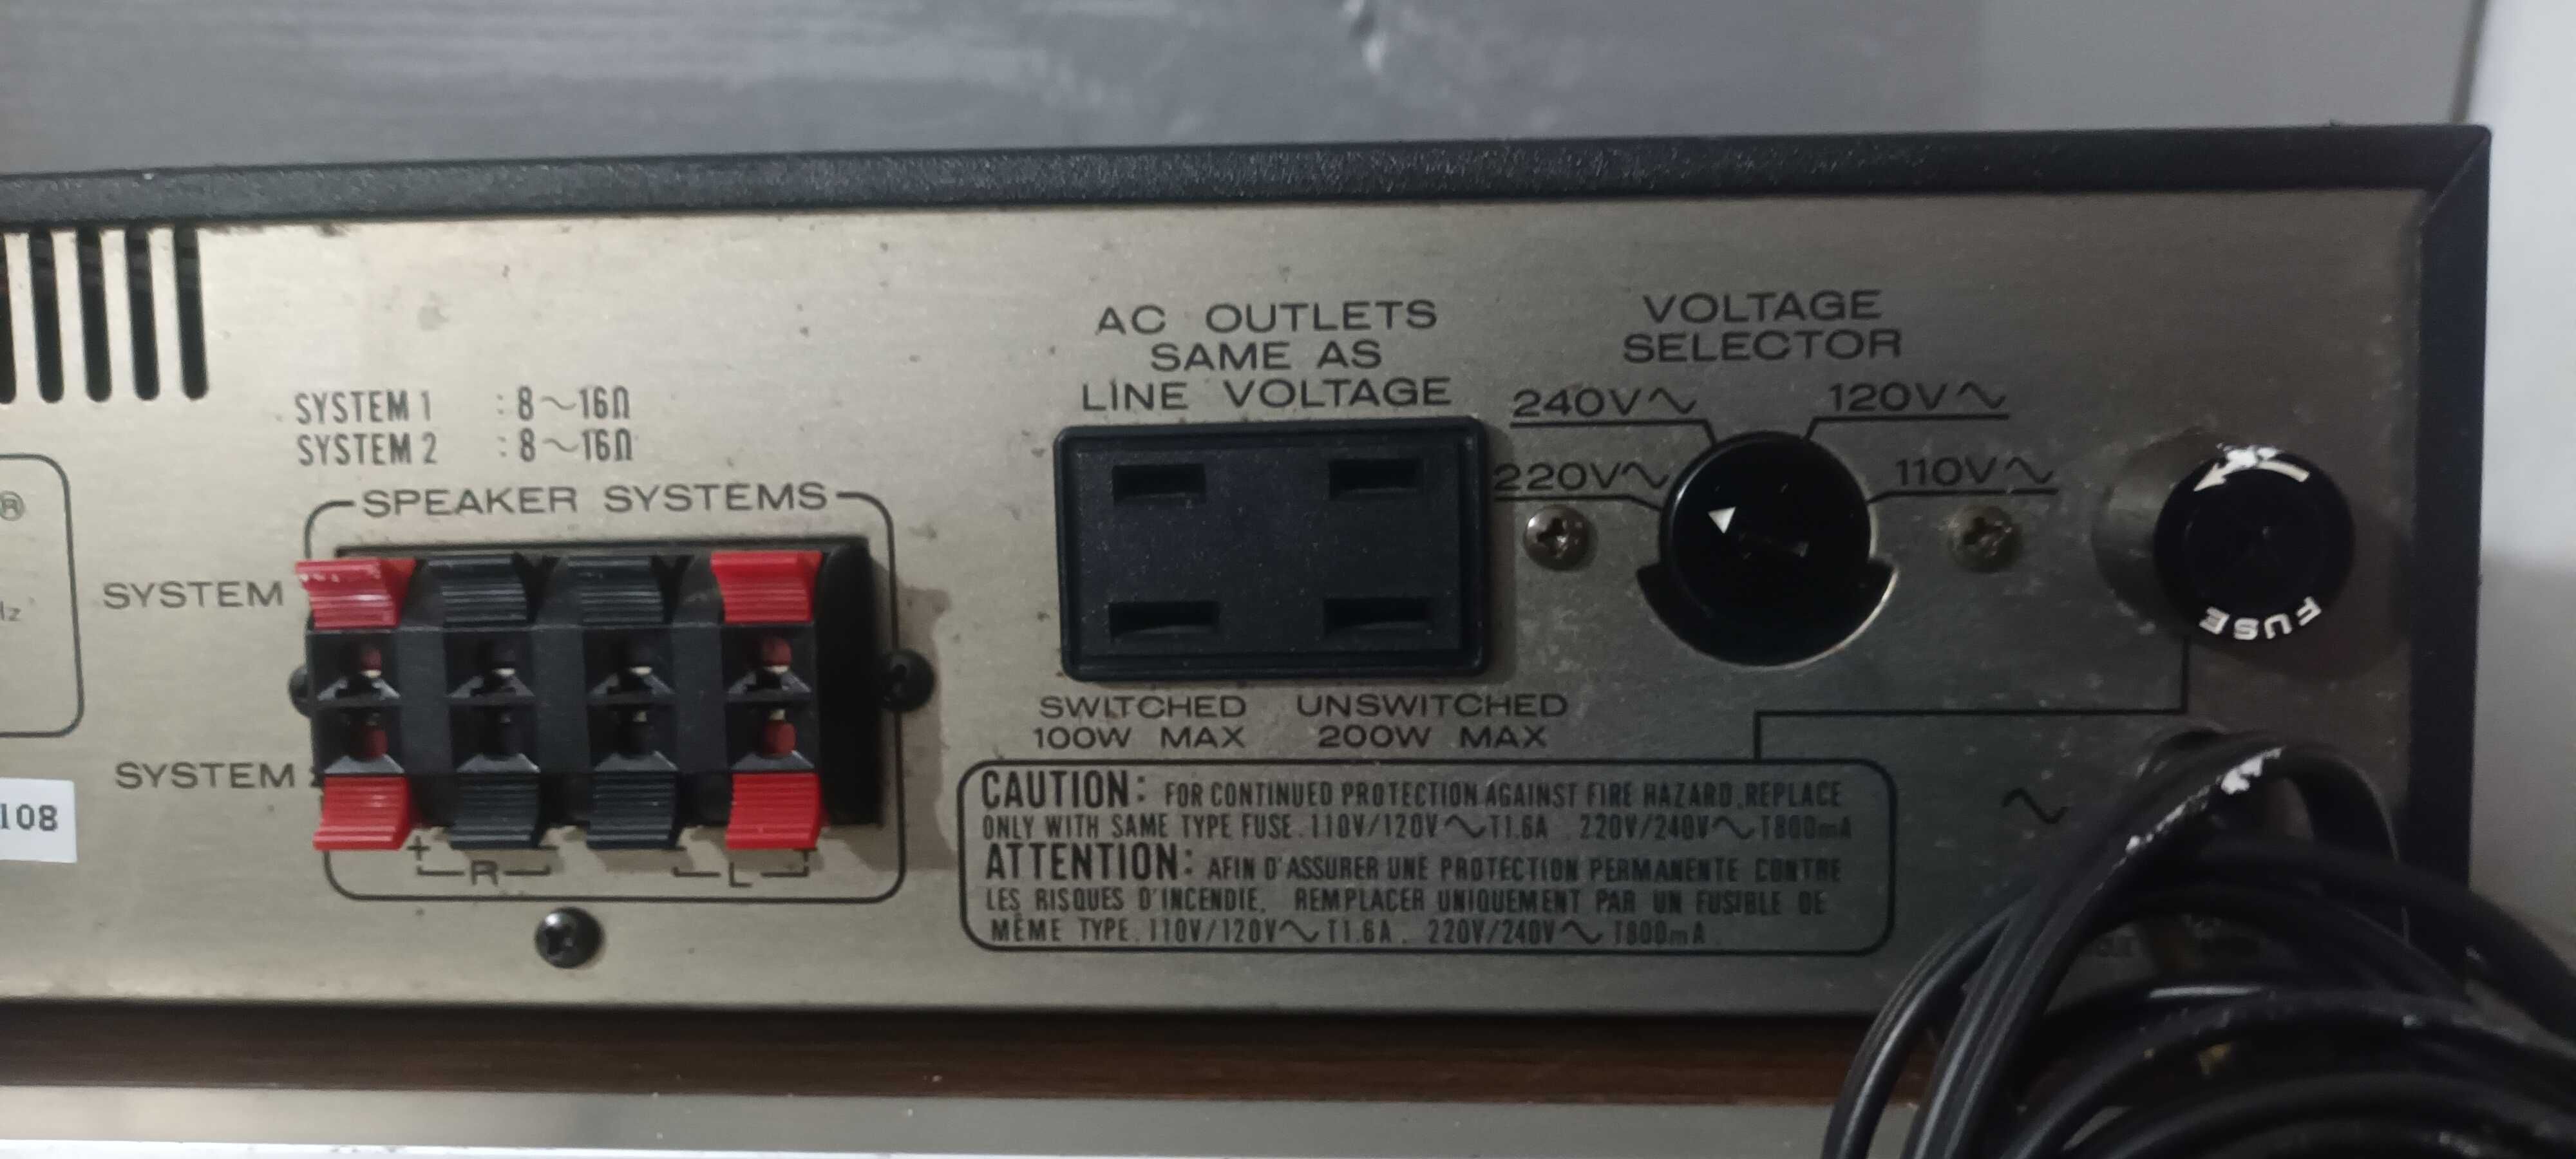 SYSTEM 1 : 8～16Ω
SYSTEM 2 : 8～16Ω
SPEAKER SYSTEMS
SYSTEM
SYSTEM
+ R - - L +
®
Hz
108
AC OUTLETS
SAME AS
LINE VOLTAGE
SWITCHED
100W MAX
UNSWITCHED
200W MAX
VOLTAGE
SELECTOR
240V～ 120V～
220V～ 110V～
FUSE
CAUTION: FOR CONTINUED PROTECTION AGAINST FIRE HAZARD, REPLACE
ONLY WITH SAME TYPE FUSE. 110V/120V～T1.6A . 220V/240V～T800mA
ATTENTION: AFIN D'ASSURER UNE PROTECTION PERMANENTE CONTRE
LES RISQUES D'INCENDIE, REMPLACER UNIQUEMENT PAR UN FUSIBLE DE
MÊME TYPE. 110V/120V～T1.6A . 220V/240V～T800mA
～